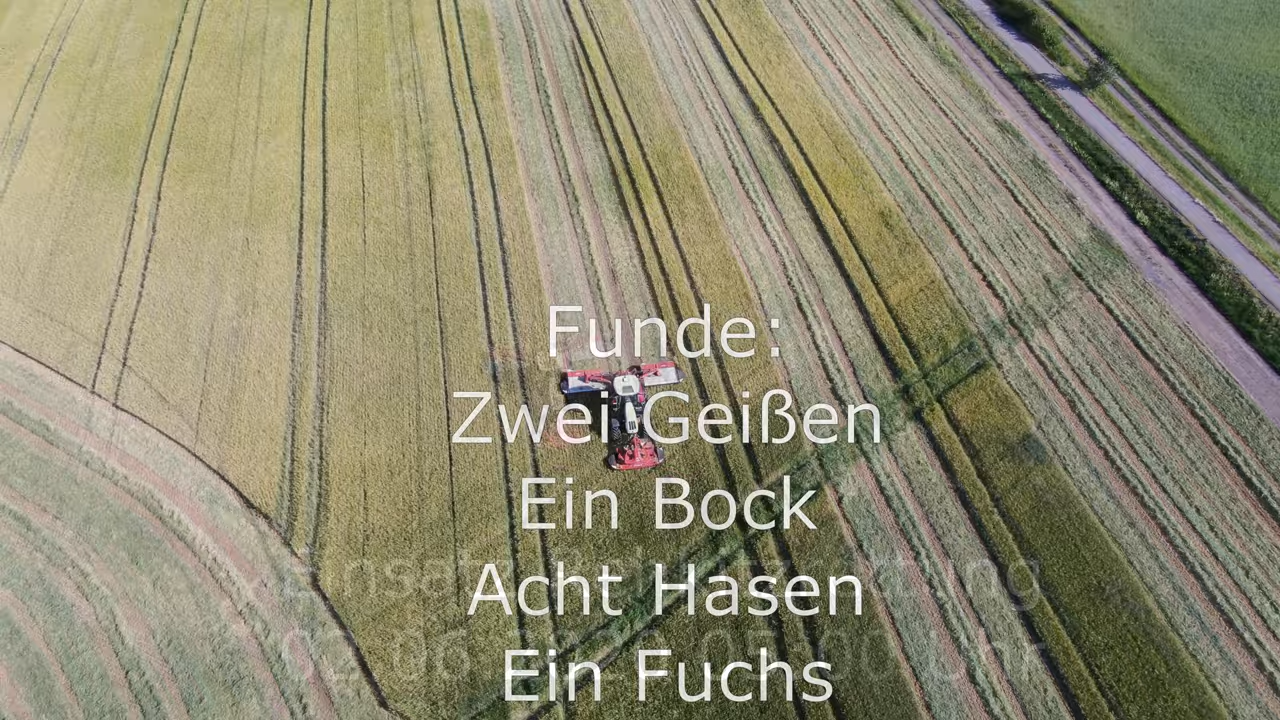 Funde:
Zwei Geißen
Ein Bock
Acht Hasen
Ein Fuchs